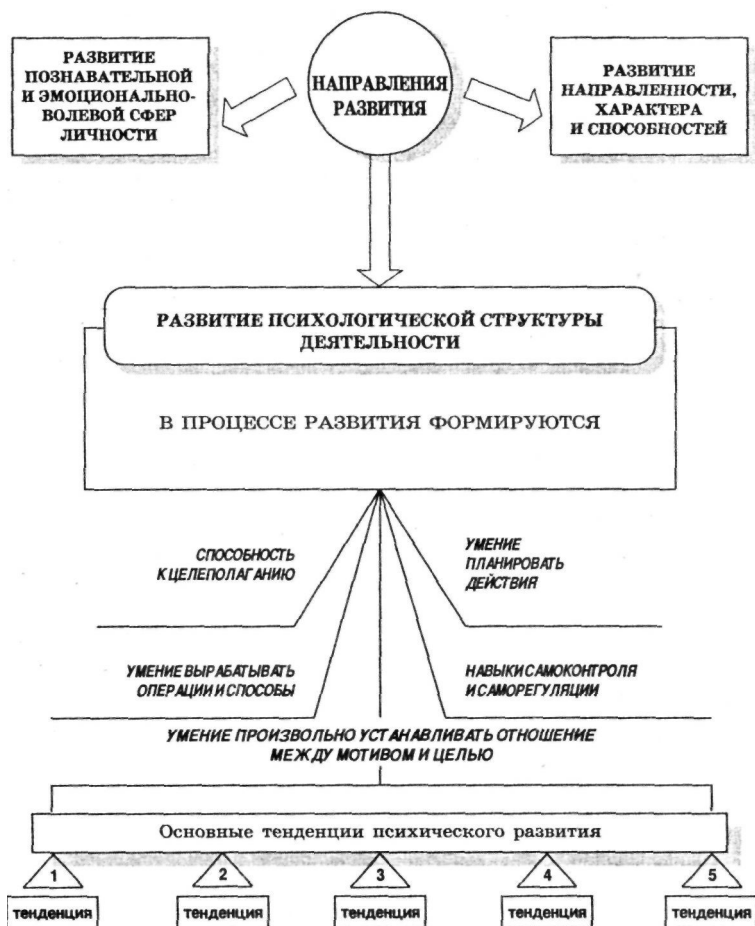 РАЗВИТИЕ
ПОЗНАВАТЕЛЬНОЙ
И ЭМОЦИОНАЛЬНО-
ВОЛЕВОЙ СФЕР
ЛИЧНОСТИ
НАПРАВЛЕНИЯ
РАЗВИТИЯ
РАЗВИТИЕ
НАПРАВЛЕННОСТИ,
ХАРАКТЕРА
И СПОСОБНОСТЕЙ
РАЗВИТИЕ ПСИХОЛОГИЧЕСКОЙ СТРУКТУРЫ
ДЕЯТЕЛЬНОСТИ
В ПРОЦЕССЕ РАЗВИТИЯ ФОРМИРУЮТСЯ
СПОСОБНОСТЬ
К ЦЕЛЕПОЛАГАНИЮ
УМЕНИЕ
ПЛАНИРОВАТЬ
ДЕЙСТВИЯ
УМЕНИЕ ВЫРАБАТЫВАТЬ
ОПЕРАЦИИ И СПОСОБЫ
НАВЫКИ САМОКОНТРОЛЯ
И САМОРЕГУЛЯЦИИ
УМЕНИЕ ПРОИЗВОЛЬНО УСТАНАВЛИВАТЬ ОТНОШЕНИЕ
МЕЖДУ МОТИВОМ И ЦЕЛЬЮ
Основные тенденции психического развития
1
тенденция
2
тенденция
3
тенденция
4
тенденция
5
тенденция